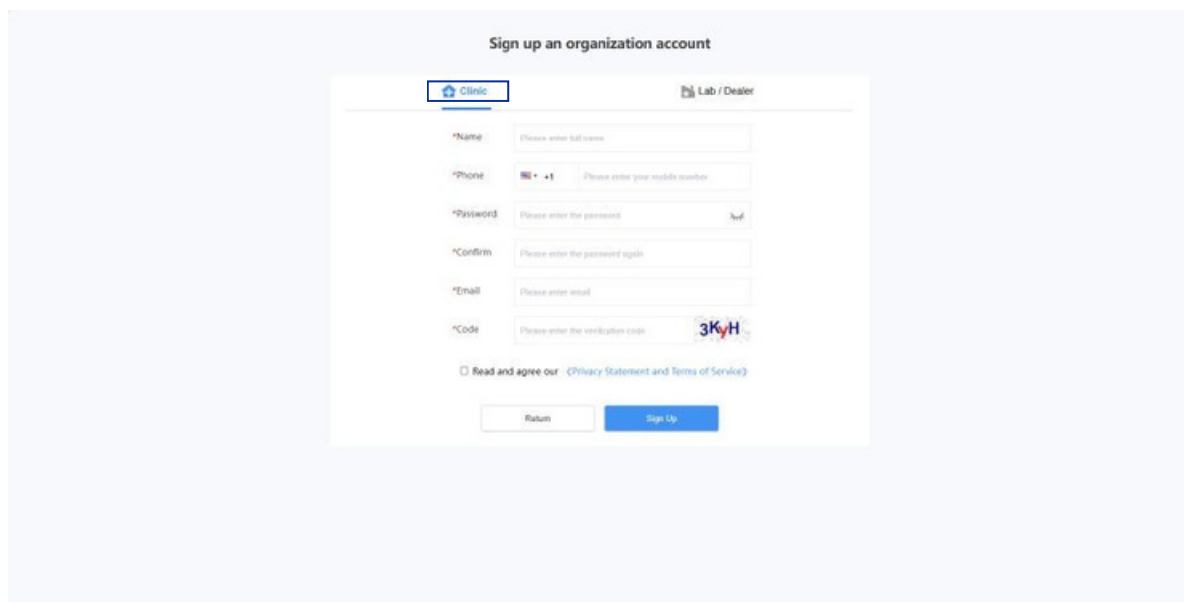 Sign up an organization account
Clinic
Lab / Dealer
*Name
Please enter full name
*Phone
+1
Please enter your mobile number
*Password
Please enter the password
*Confirm
Please enter the password again
*Email
Please enter email
*Code
Please enter the verification code
3KyH
Read and agree our 《Privacy Statement and Terms of Service》
Return
Sign Up